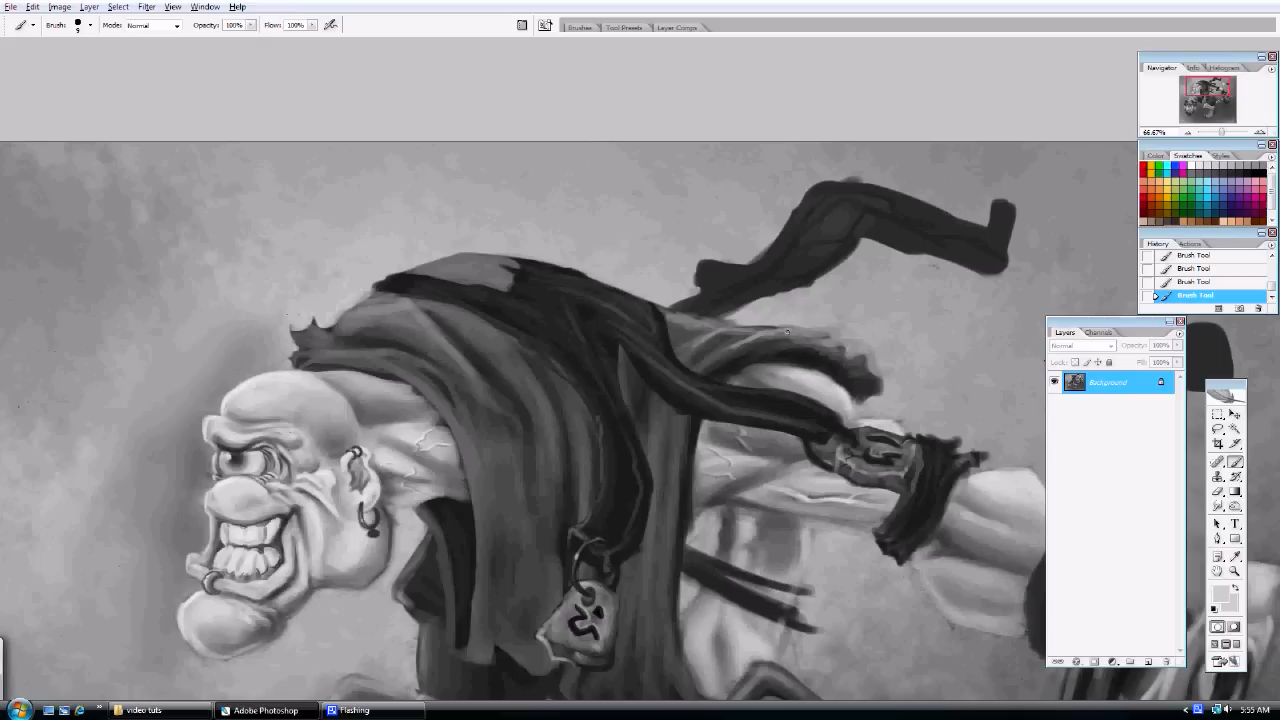 File Edit Image Layer Select Filter View Window Help
Brush: 9 Mode: Normal Opacity: 100% Flow: 100% Brushes Tool Presets Layer Comps
Navigator Info Histogram
66.67%
Color Swatches Styles
History Actions
Brush Tool
Brush Tool
Brush Tool
Brush Tool
Layers Channels
Normal Opacity: 100%
Lock: Fill: 100%
Background
video tuts Adobe Photoshop Flashing 5:55 AM